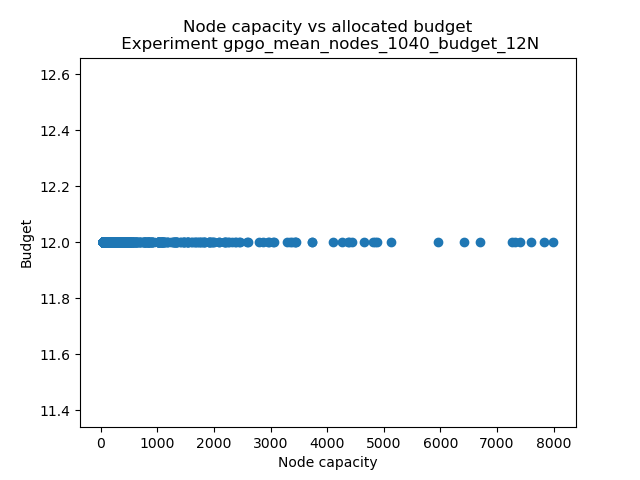 Node capacity vs allocated budget
Experiment gpgo_mean_nodes_1040_budget_12N
12.6
12.4
12.2
12.0
11.8
11.6
11.4
Budget
0 1000 2000 3000 4000 5000 6000 7000 8000
Node capacity